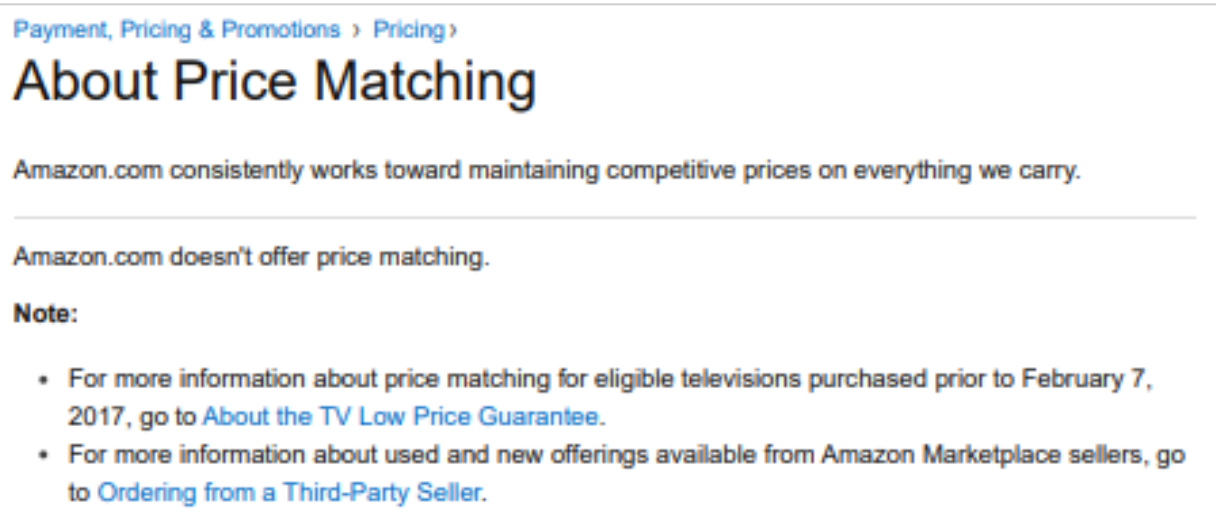 Payment, Pricing & Promotions › Pricing›
About Price Matching
Amazon.com consistently works toward maintaining competitive prices on everything we carry.
Amazon.com doesn't offer price matching.
Note:
• For more information about price matching for eligible televisions purchased prior to February 7,
2017, go to About the TV Low Price Guarantee.
• For more information about used and new offerings available from Amazon Marketplace sellers, go
to Ordering from a Third-Party Seller.